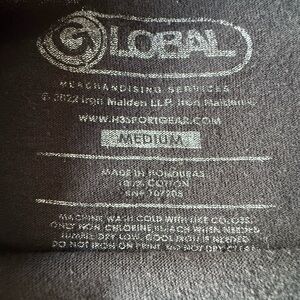 GLOBAL
MERCHANDISING SERVICES
© 2022 Iron Maiden LLP. Iron Maiden
WWW.H3SPORTGEAR.COM
MEDIUM
MADE IN HONDURAS
100% COTTON
MACHINE WASH COLD WITH LIKE COLORS.
ONLY NON CHLORINE BLEACH WHEN NEEDED
TUMBLE DRY LOW. COOL IRON IF NEEDED
DO NOT IRON ON PRINT. DO NOT DRY CLEAN.